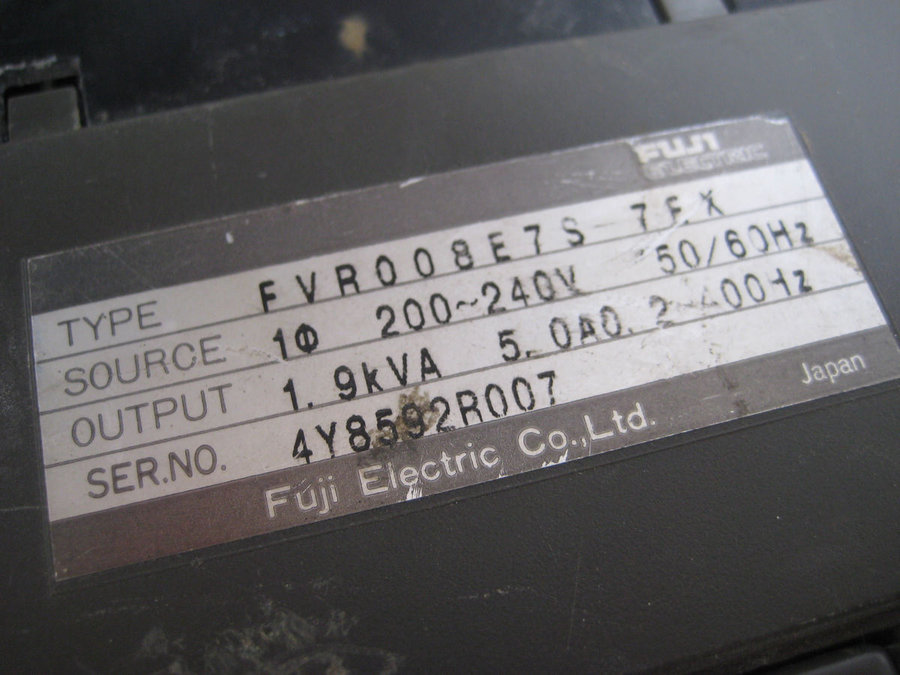 FUJI
ELECTRIC
TYPE FVR008E7S-7EX
SOURCE 1Φ 200~240V 50/60Hz
OUTPUT 1.9kVA 5.0A0.2~400Hz
SER.NO. 4Y8592R007
Fuji Electric Co.,Ltd. Japan